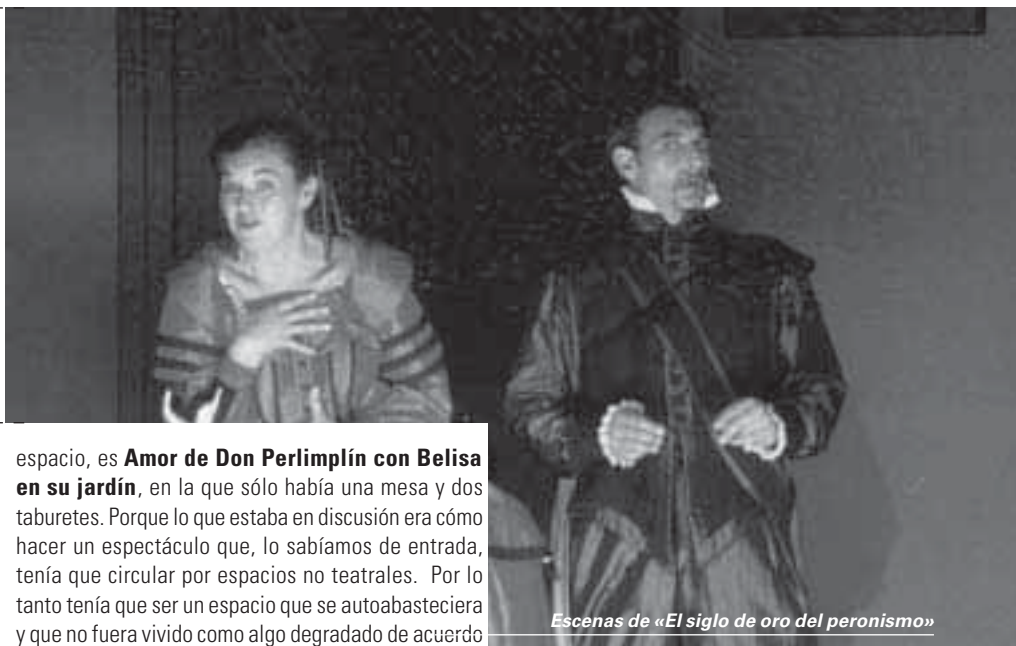 espacio, es Amor de Don Perlimplín con Belisa
en su jardín, en la que sólo había una mesa y dos
taburetes. Porque lo que estaba en discusión era cómo
hacer un espectáculo que, lo sabíamos de entrada,
tenía que circular por espacios no teatrales. Por lo
tanto tenía que ser un espacio que se autoabasteciera
y que no fuera vivido como algo degradado de acuerdo
Escenas de «El siglo de oro del peronismo»